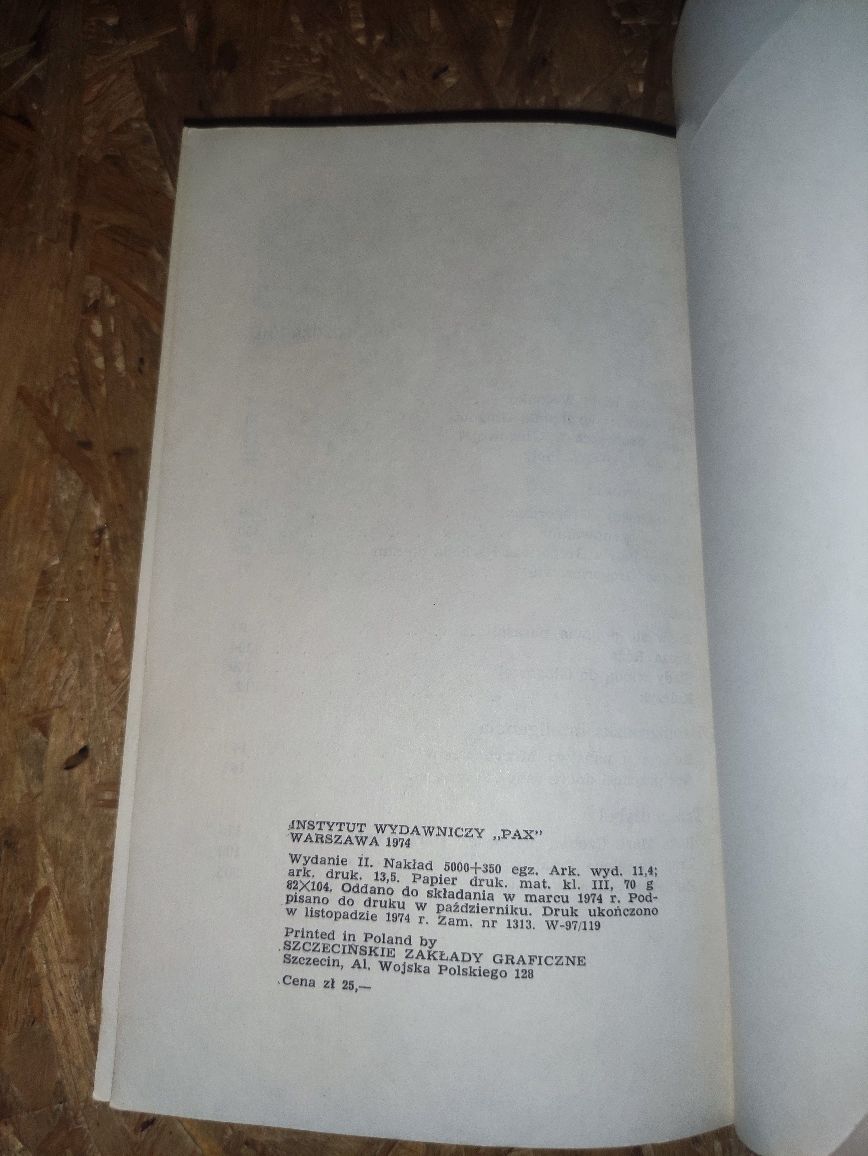 INSTYTUT WYDAWNICZY „PAX”
WARSZAWA 1974
Wydanie II. Nakład 5000+350 egz. Ark. wyd. 11,4;
ark. druk. 13,5. Papier druk. mat. kl. III, 70 g
82×104. Oddano do składania w marcu 1974 r. Pod-
pisano do druku w październiku. Druk ukończono
w listopadzie 1974 r. Zam. nr 1313. W-97/119
Printed in Poland by
SZCZECIŃSKIE ZAKŁADY GRAFICZNE
Szczecin, Al. Wojska Polskiego 128
Cena zł 25,—